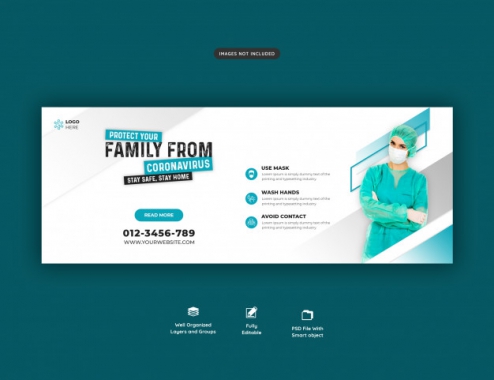 IMAGES NOT INCLUDED
LOGO
HERE
PROTECT YOUR
FAMILY FROM
CORONAVIRUS
STAY SAFE, STAY HOME
READ MORE
012-3456-789
WWW.YOURWEBSITE.COM
USE MASK
Lorem ipsum is simply dummy text of the
printing and typesetting industry.
WASH HANDS
Lorem ipsum is simply dummy text of the
printing and typesetting industry.
AVOID CONTACT
Lorem ipsum is simply dummy text of the
printing and typesetting industry.
Well Organized
Layers and Groups
Fully
Editable
PSD File With
Smart object